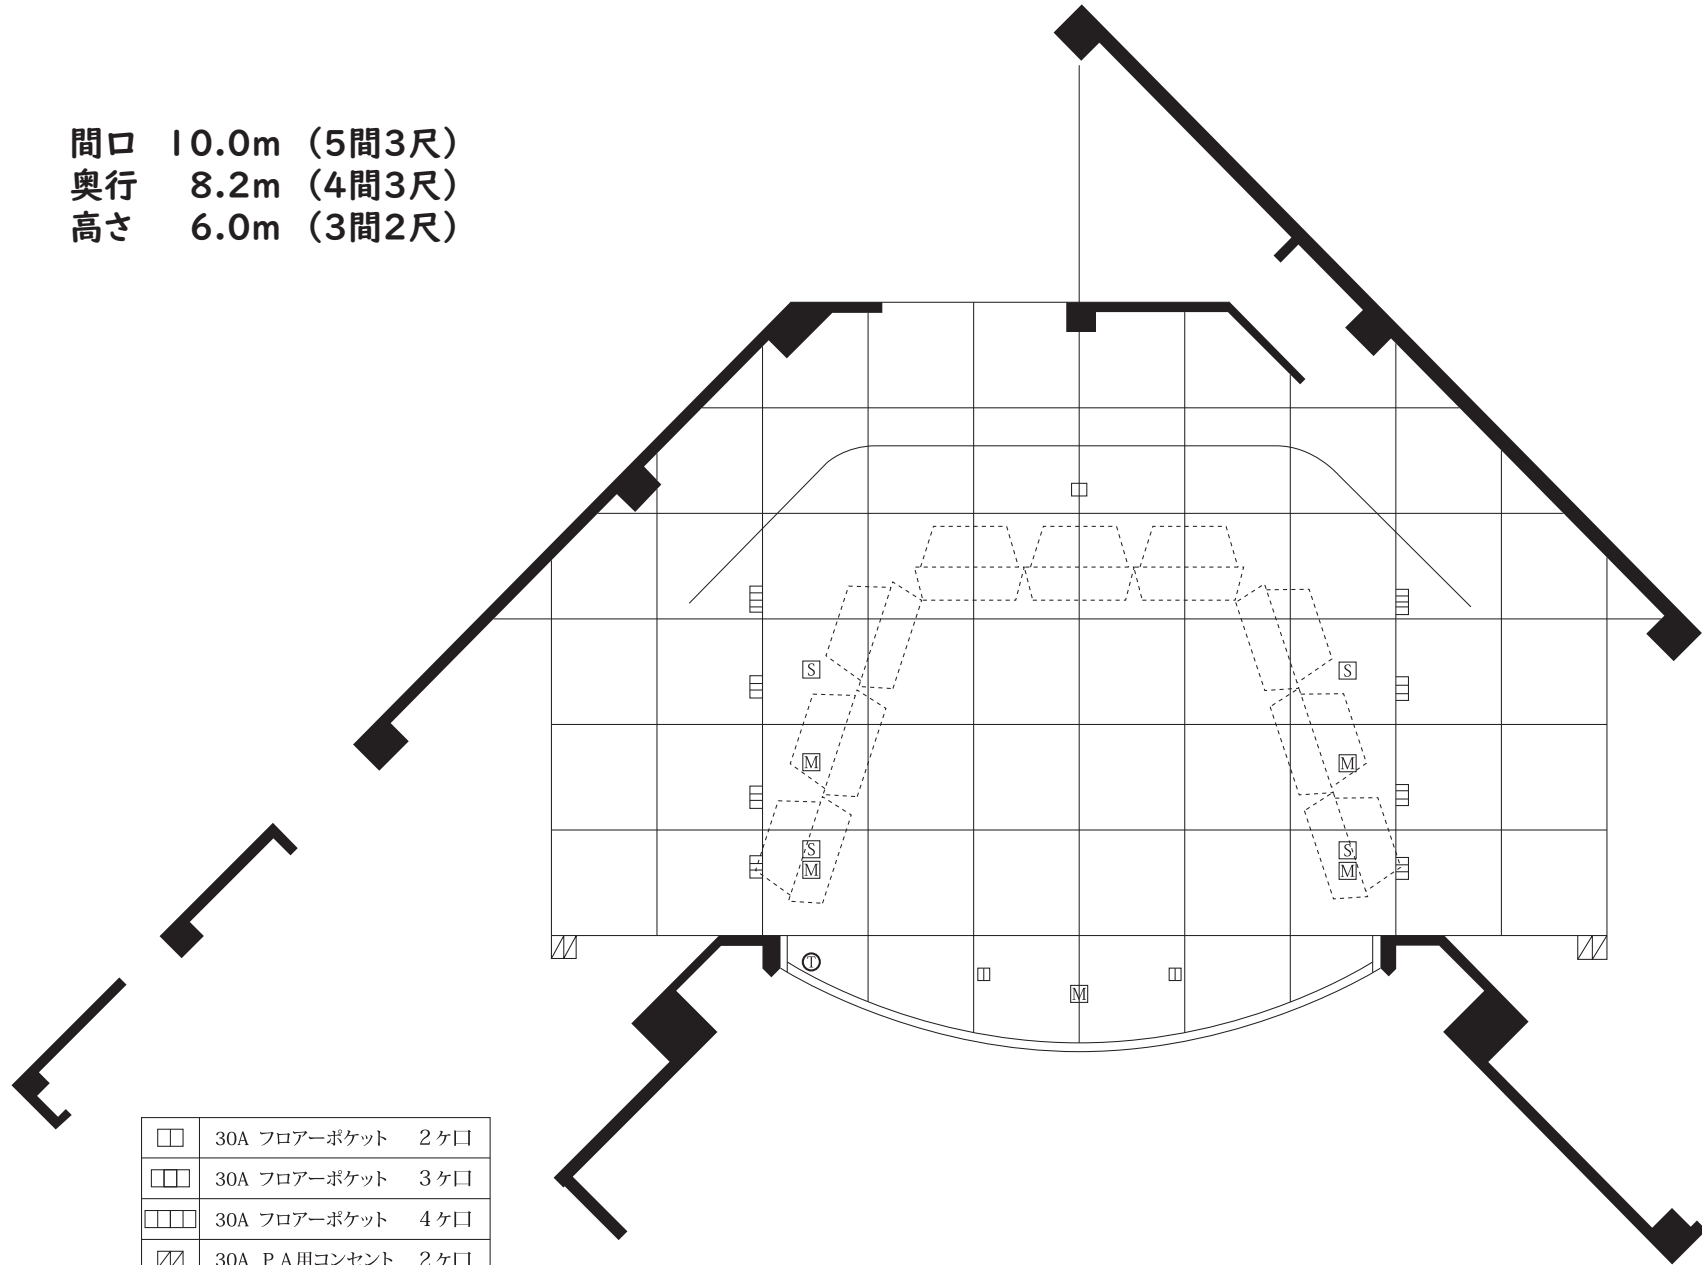 間口 10.0m（5間3尺）
奥行 8.2m（4間3尺）
高さ 6.0m（3間2尺）
S
S
M
M
S
M
S
M
T
M
30A フロアーポケット 2ケ口
30A フロアーポケット 3ケ口
30A フロアーポケット 4ケ口
30A PA用コンセント 2ケ口